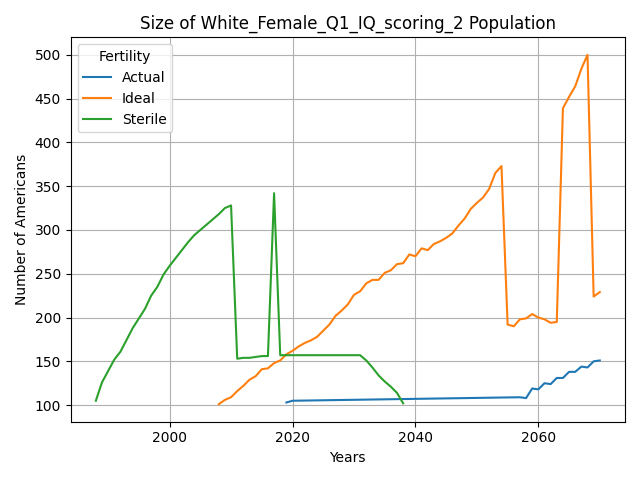 Size of White_Female_Q1_IQ_scoring_2 Population
Fertility
Actual
Ideal
Sterile
Number of Americans
500
450
400
350
300
250
200
150
100
2000
2020
2040
2060
Years